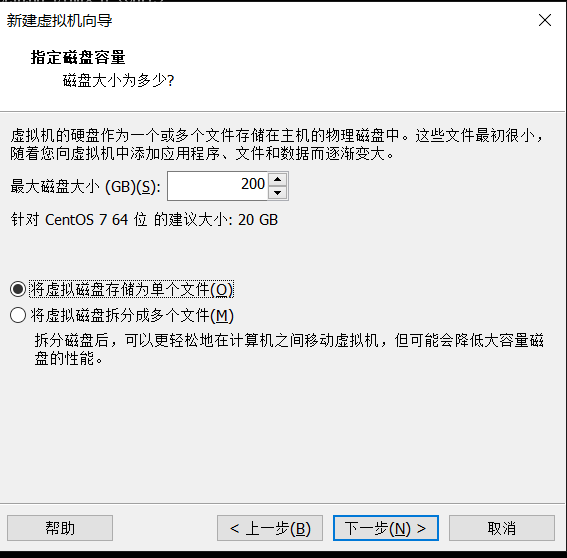 新建虚拟机向导
指定磁盘容量
磁盘大小为多少?
虚拟机的硬盘作为一个或多个文件存储在主机的物理磁盘中。这些文件最初很小，
随着您向虚拟机中添加应用程序、文件和数据而逐渐变大。
最大磁盘大小 (GB)(S): 200
针对 CentOS 7 64 位 的建议大小: 20 GB
将虚拟磁盘存储为单个文件(O)
将虚拟磁盘拆分成多个文件(M)
拆分磁盘后，可以更轻松地在计算机之间移动虚拟机，但可能会降低大容量磁
盘的性能。
帮助 < 上一步(B) 下一步(N) > 取消